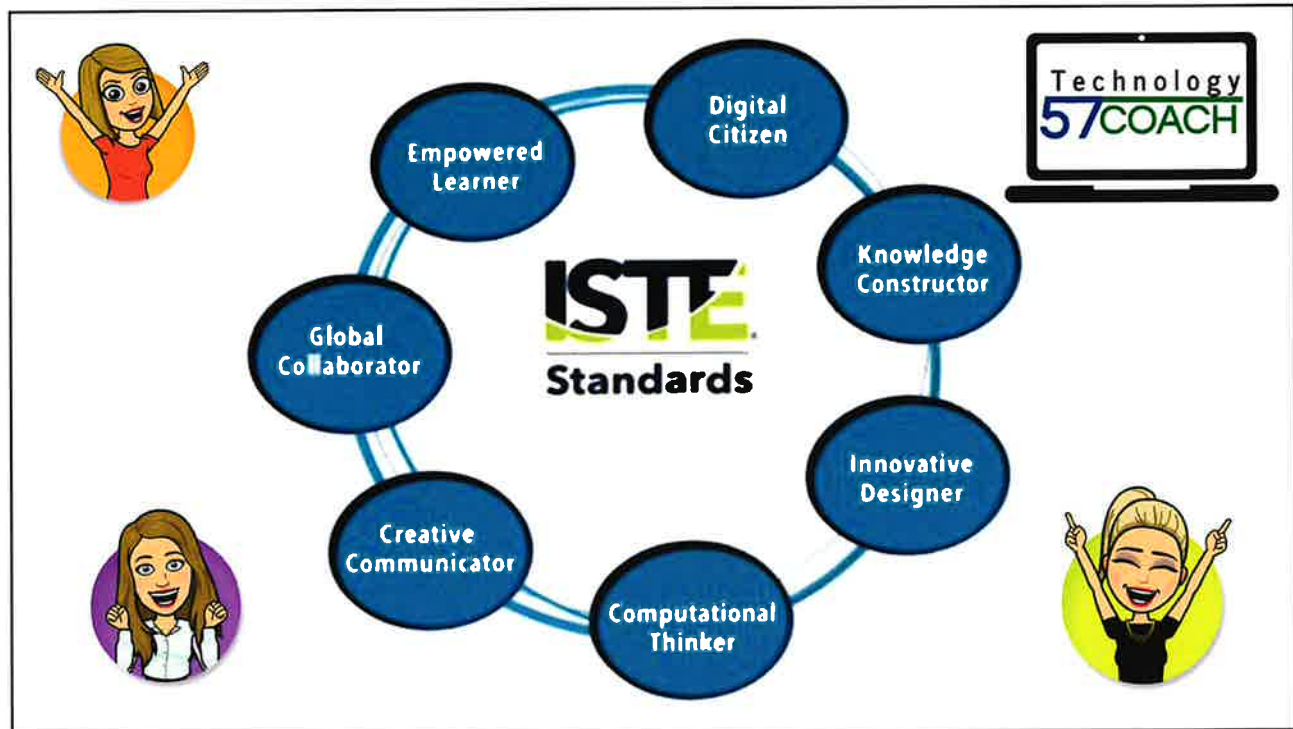 Technology
57COACH
Digital
Citizen
Empowered
Learner
Knowledge
Constructor
ISTE
Standards
Global
Collaborator
Innovative
Designer
Creative
Communicator
Computational
Thinker